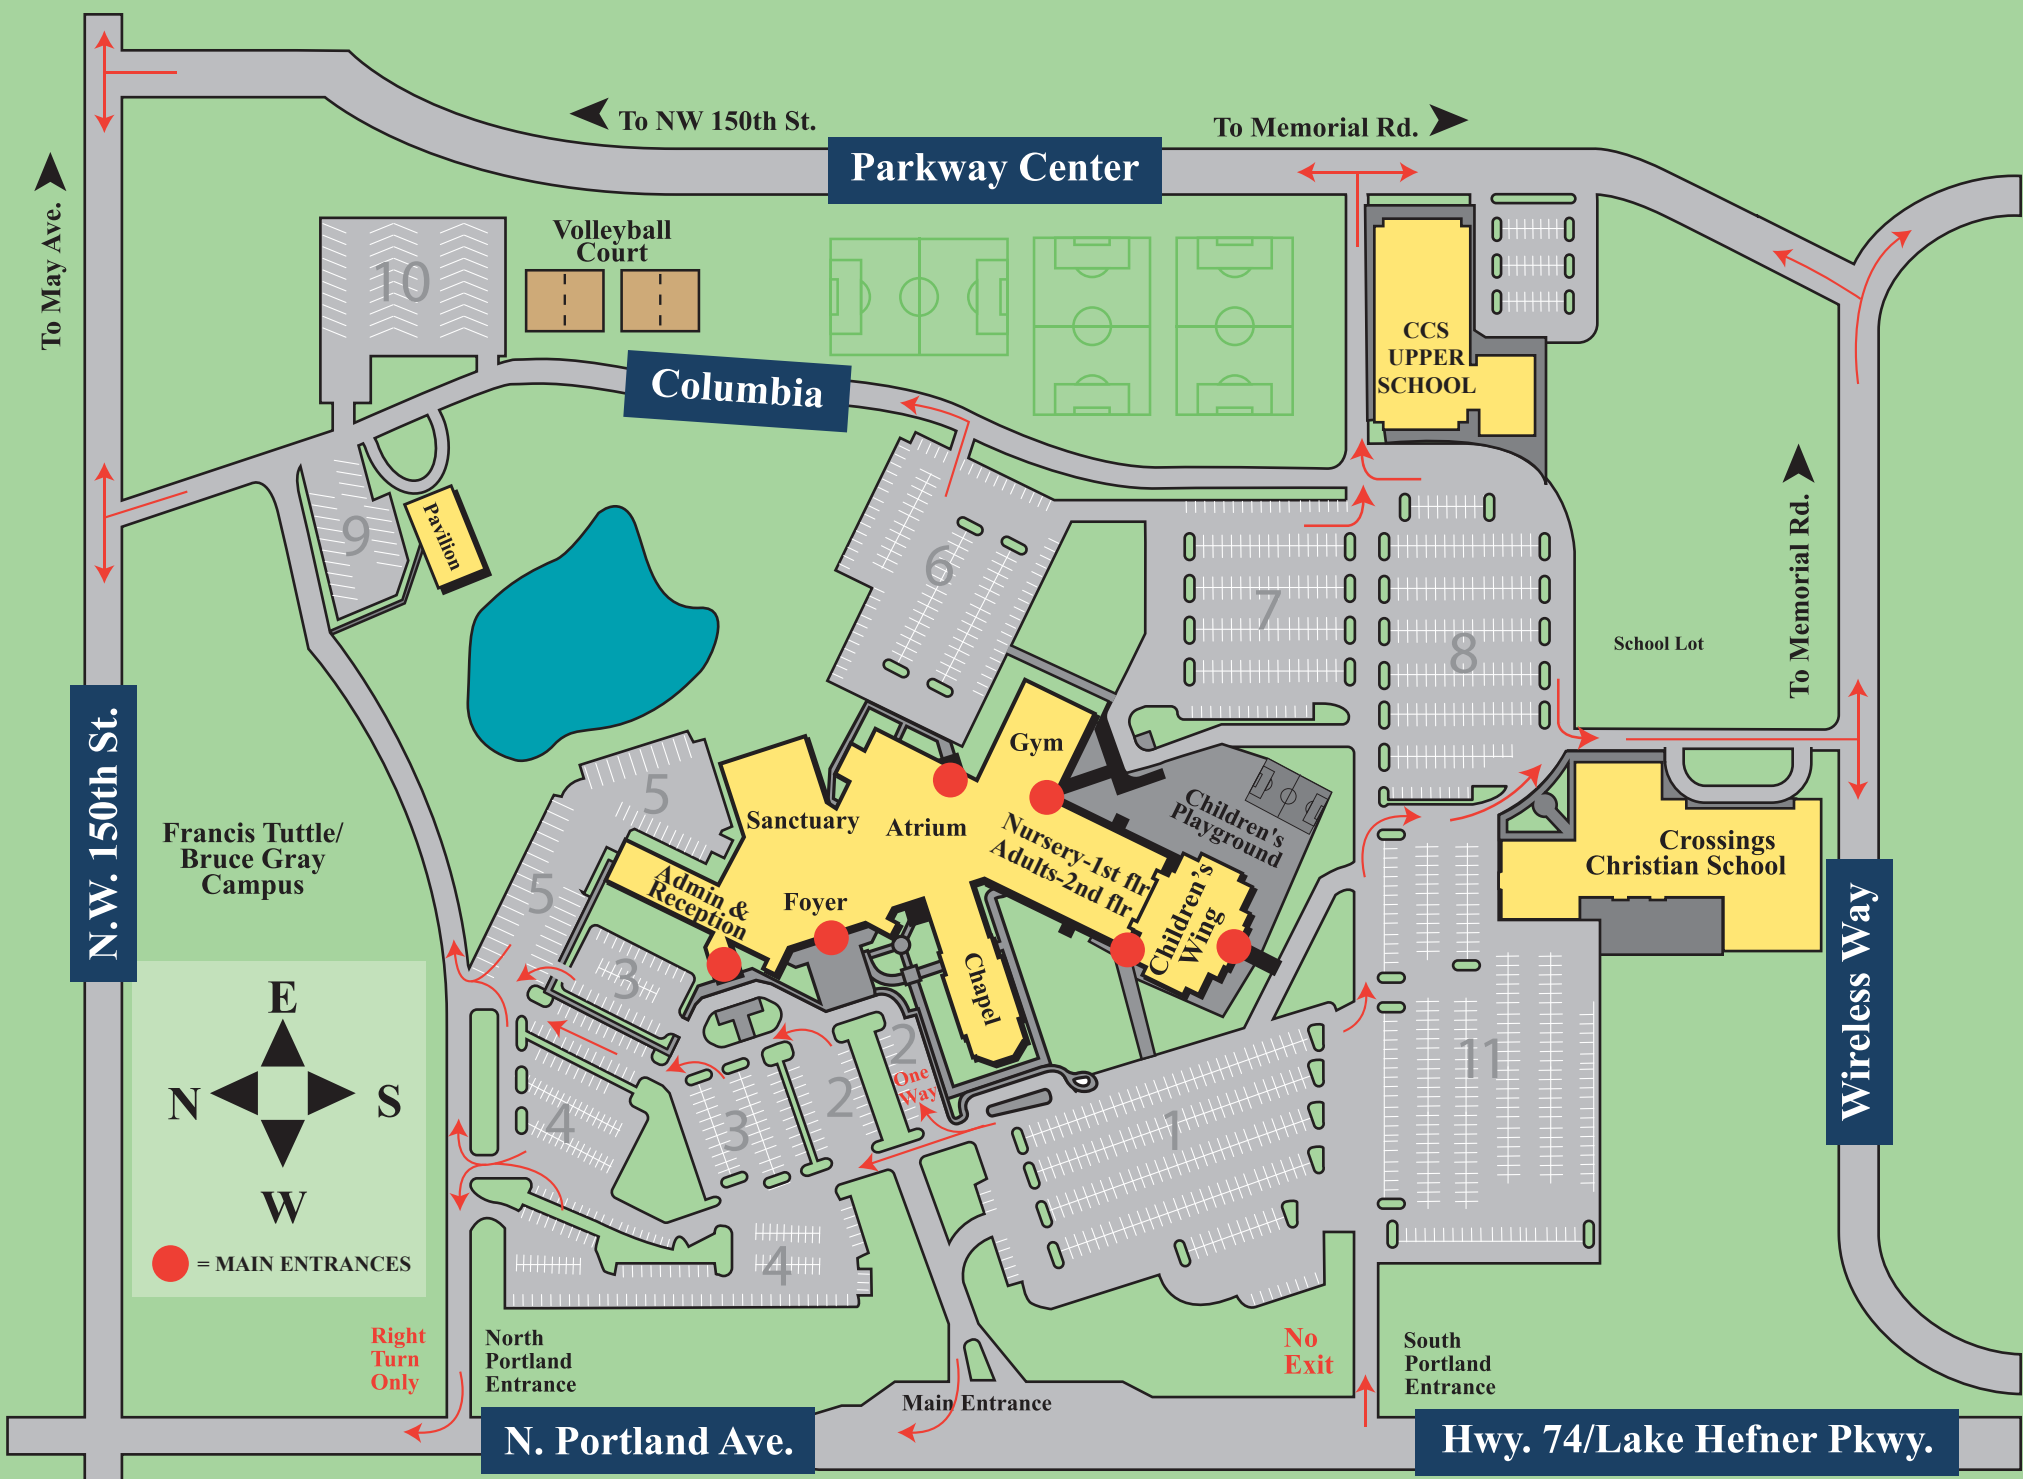 To NW 150th St.
To Memorial Rd.
Parkway Center
To May Ave.
Volleyball
Court
10
CCS
UPPER
SCHOOL
Columbia
9
Pavilion
6
7
8
School Lot
To Memorial Rd.
N.W. 150th St.
Francis Tuttle/
Bruce Gray
Campus
5
5
Sanctuary
Atrium
Gym
Nursery-1st flr
Adults-2nd flr
Children's
Playground
Children's
Wing
Crossings
Christian School
Admin &
Reception
Foyer
Chapel
3
2
One
Way
2
3
4
4
1
11
Wireless Way
E
N
S
W
= MAIN ENTRANCES
Right
Turn
Only
North
Portland
Entrance
No
Exit
South
Portland
Entrance
Main Entrance
N. Portland Ave.
Hwy. 74/Lake Hefner Pkwy.